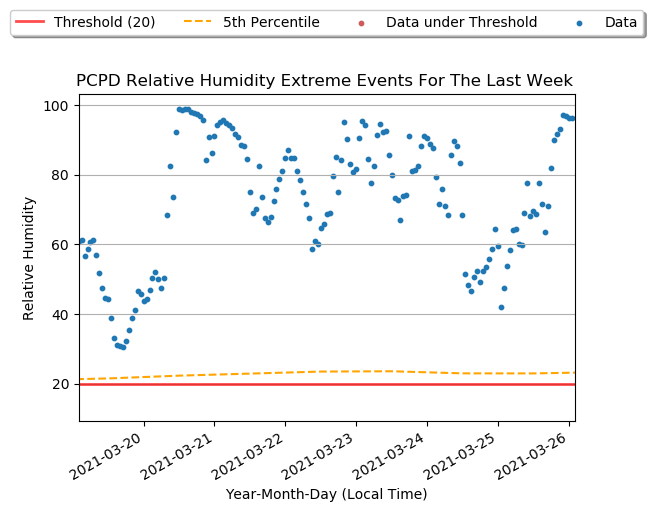 Threshold (20) 5th Percentile Data under Threshold Data
PCPD Relative Humidity Extreme Events For The Last Week
100
80
60
40
20
Relative Humidity
2021-03-20 2021-03-21 2021-03-22 2021-03-23 2021-03-24 2021-03-25 2021-03-26
Year-Month-Day (Local Time)